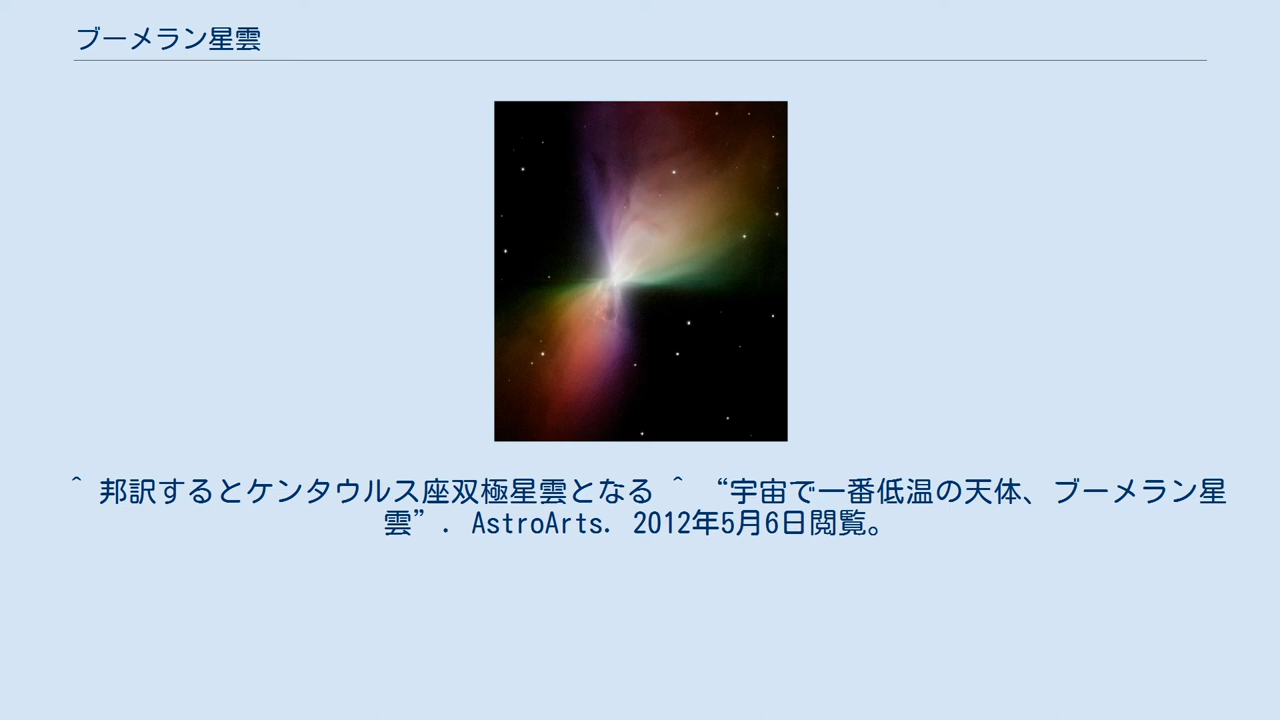 ブーメラン星雲
^ 邦訳するとケンタウルス座双極星雲となる ^ “宇宙で一番低温の天体、ブーメラン星
雲”. AstroArts. 2012年5月6日閲覧。